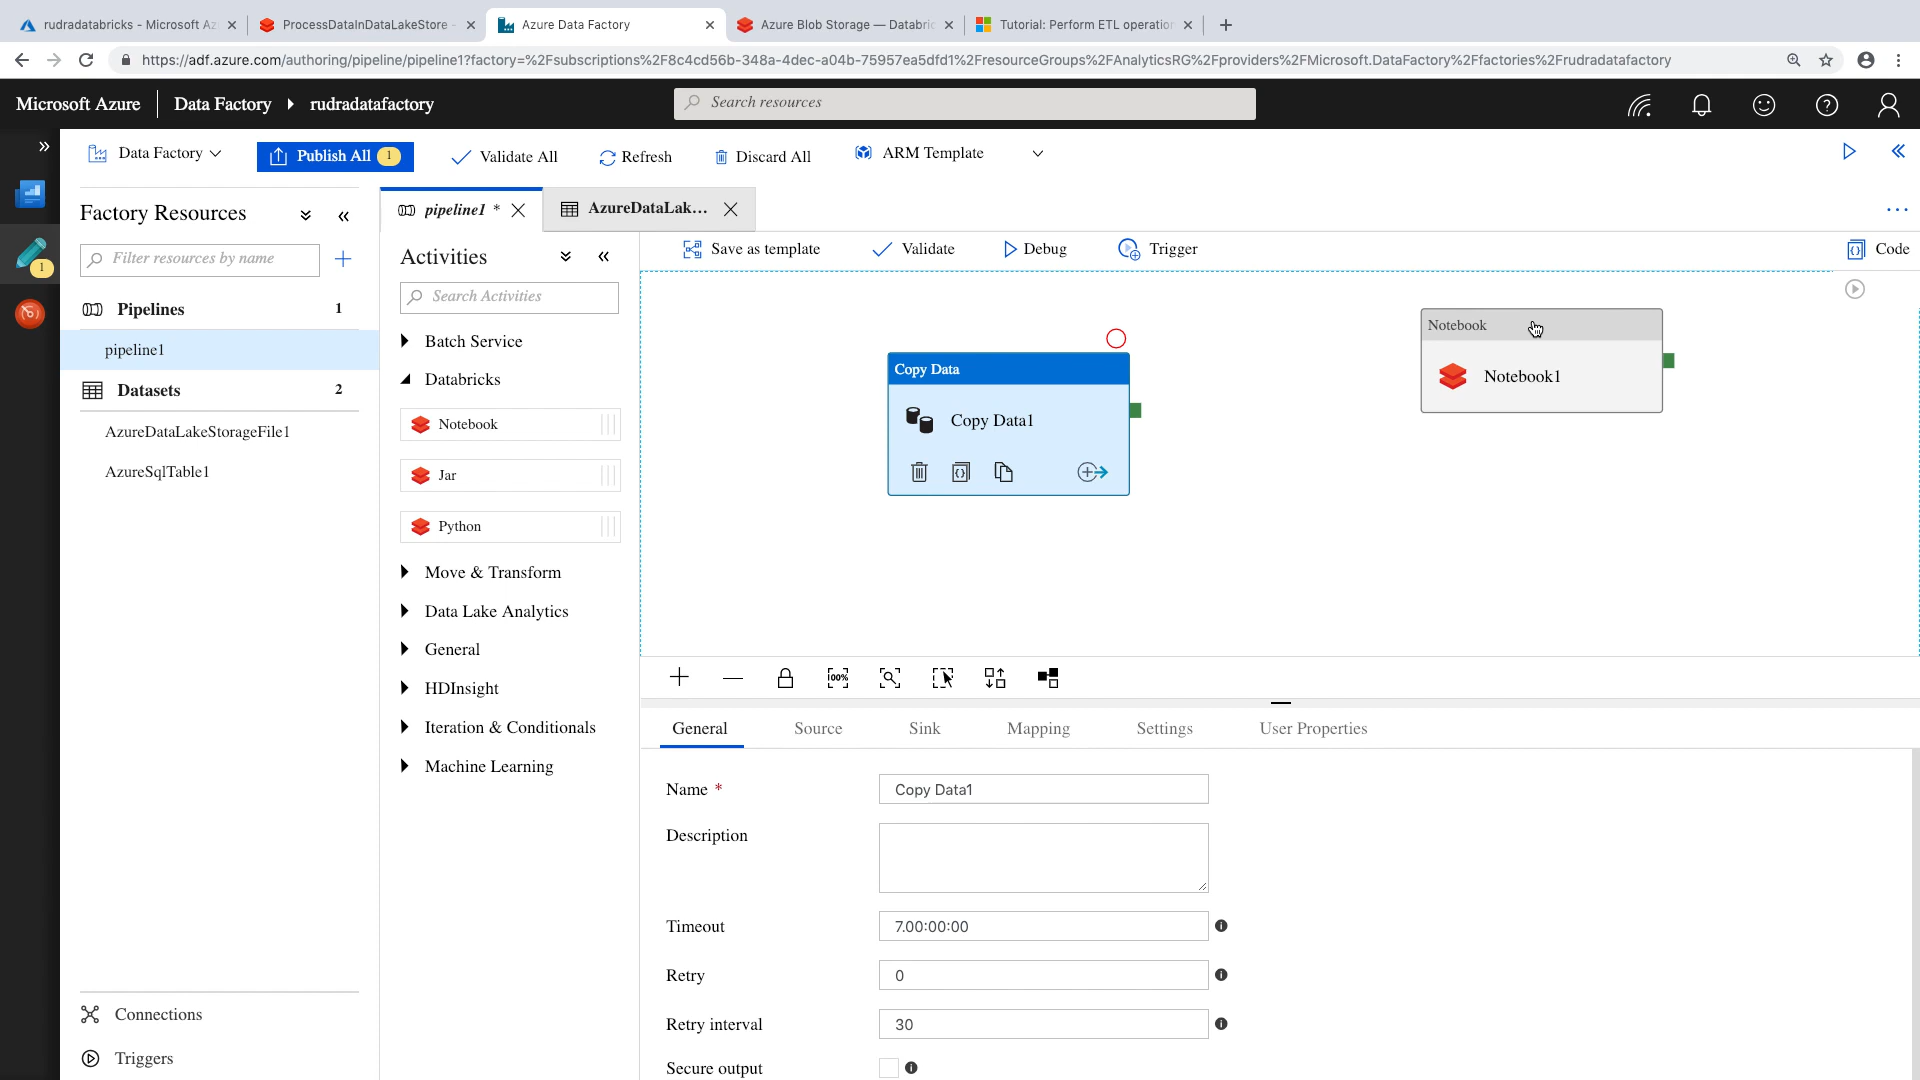 rudradatabricks - Microsoft Az
ProcessDataInDataLakeStore -
Azure Data Factory
Azure Blob Storage — Databric
Tutorial: Perform ETL operation
https://adf.azure.com/authoring/pipeline/pipeline1?factory=%2Fsubscriptions%2F8c4cd56b-348a-4dec-a04b-75957ea5dfd1%2FresourceGroups%2FAnalyticsRG%2Fproviders%2FMicrosoft.DataFactory%2Ffactories%2Frudradatafactory
Microsoft Azure
Data Factory
rudradatafactory
Search resources
Data Factory
Publish All 1
Validate All
Refresh
Discard All
ARM Template
Factory Resources
Filter resources by name
1
Pipelines 1
pipeline1
Datasets 2
AzureDataLakeStorageFile1
AzureSqlTable1
Connections
Triggers
pipeline1 *
AzureDataLak...
Activities
Search Activities
Batch Service
Databricks
Notebook
Jar
Python
Move & Transform
Data Lake Analytics
General
HDInsight
Iteration & Conditionals
Machine Learning
Save as template
Validate
Debug
Trigger
Code
Copy Data
Copy Data1
Notebook
Notebook1
100%
General
Source
Sink
Mapping
Settings
User Properties
Name * Copy Data1
Description
Timeout 7.00:00:00
Retry 0
Retry interval 30
Secure output